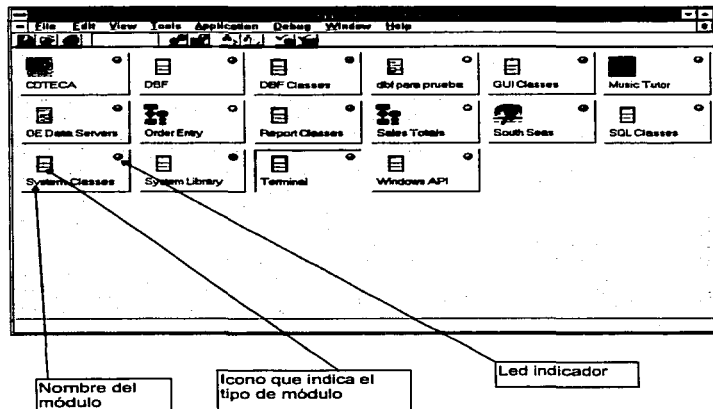 File Edit View Tools Application Debug Window Help
CDTECA DBF DBF Classes dbf para prueba GUI Classes Music Tutor
OE Data Servers Order Entry Report Classes Sales Totals South Seas SQL Classes
System Classes System Library Terminal Windows API
Nombre del
módulo
Icono que indica el
tipo de módulo
Led indicador